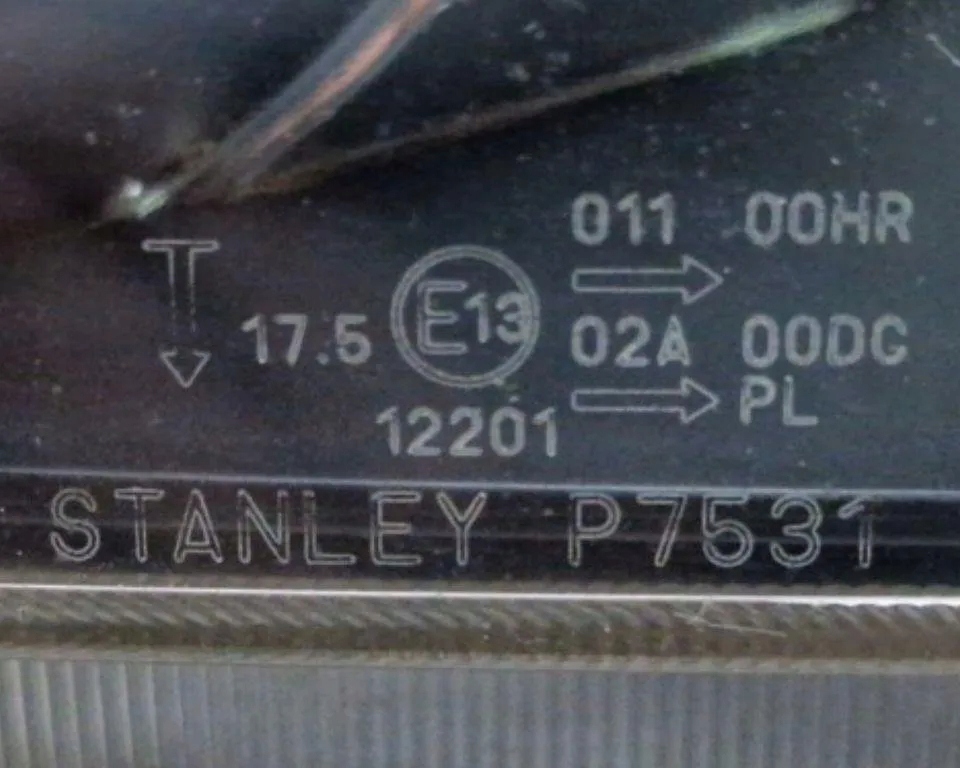 011 00HR
17.5 E13 02A 00DC
PL
12201
STANLEY P7531